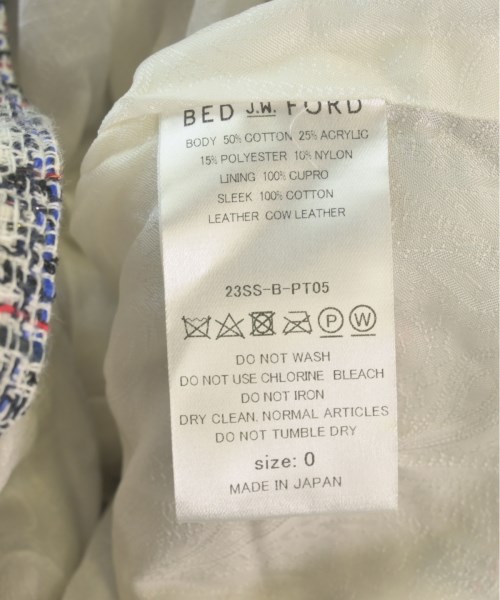 BED J.W. FORD
BODY 50% COTTON 25% ACRYLIC
15% POLYESTER 10% NYLON
LINING 100% CUPRO
SLEEK 100% COTTON
LEATHER COW LEATHER
23SS-B-PT05
P W
DO NOT WASH
DO NOT USE CHLORINE BLEACH
DO NOT IRON
DRY CLEAN, NORMAL ARTICLES
DO NOT TUMBLE DRY
size: 0
MADE IN JAPAN